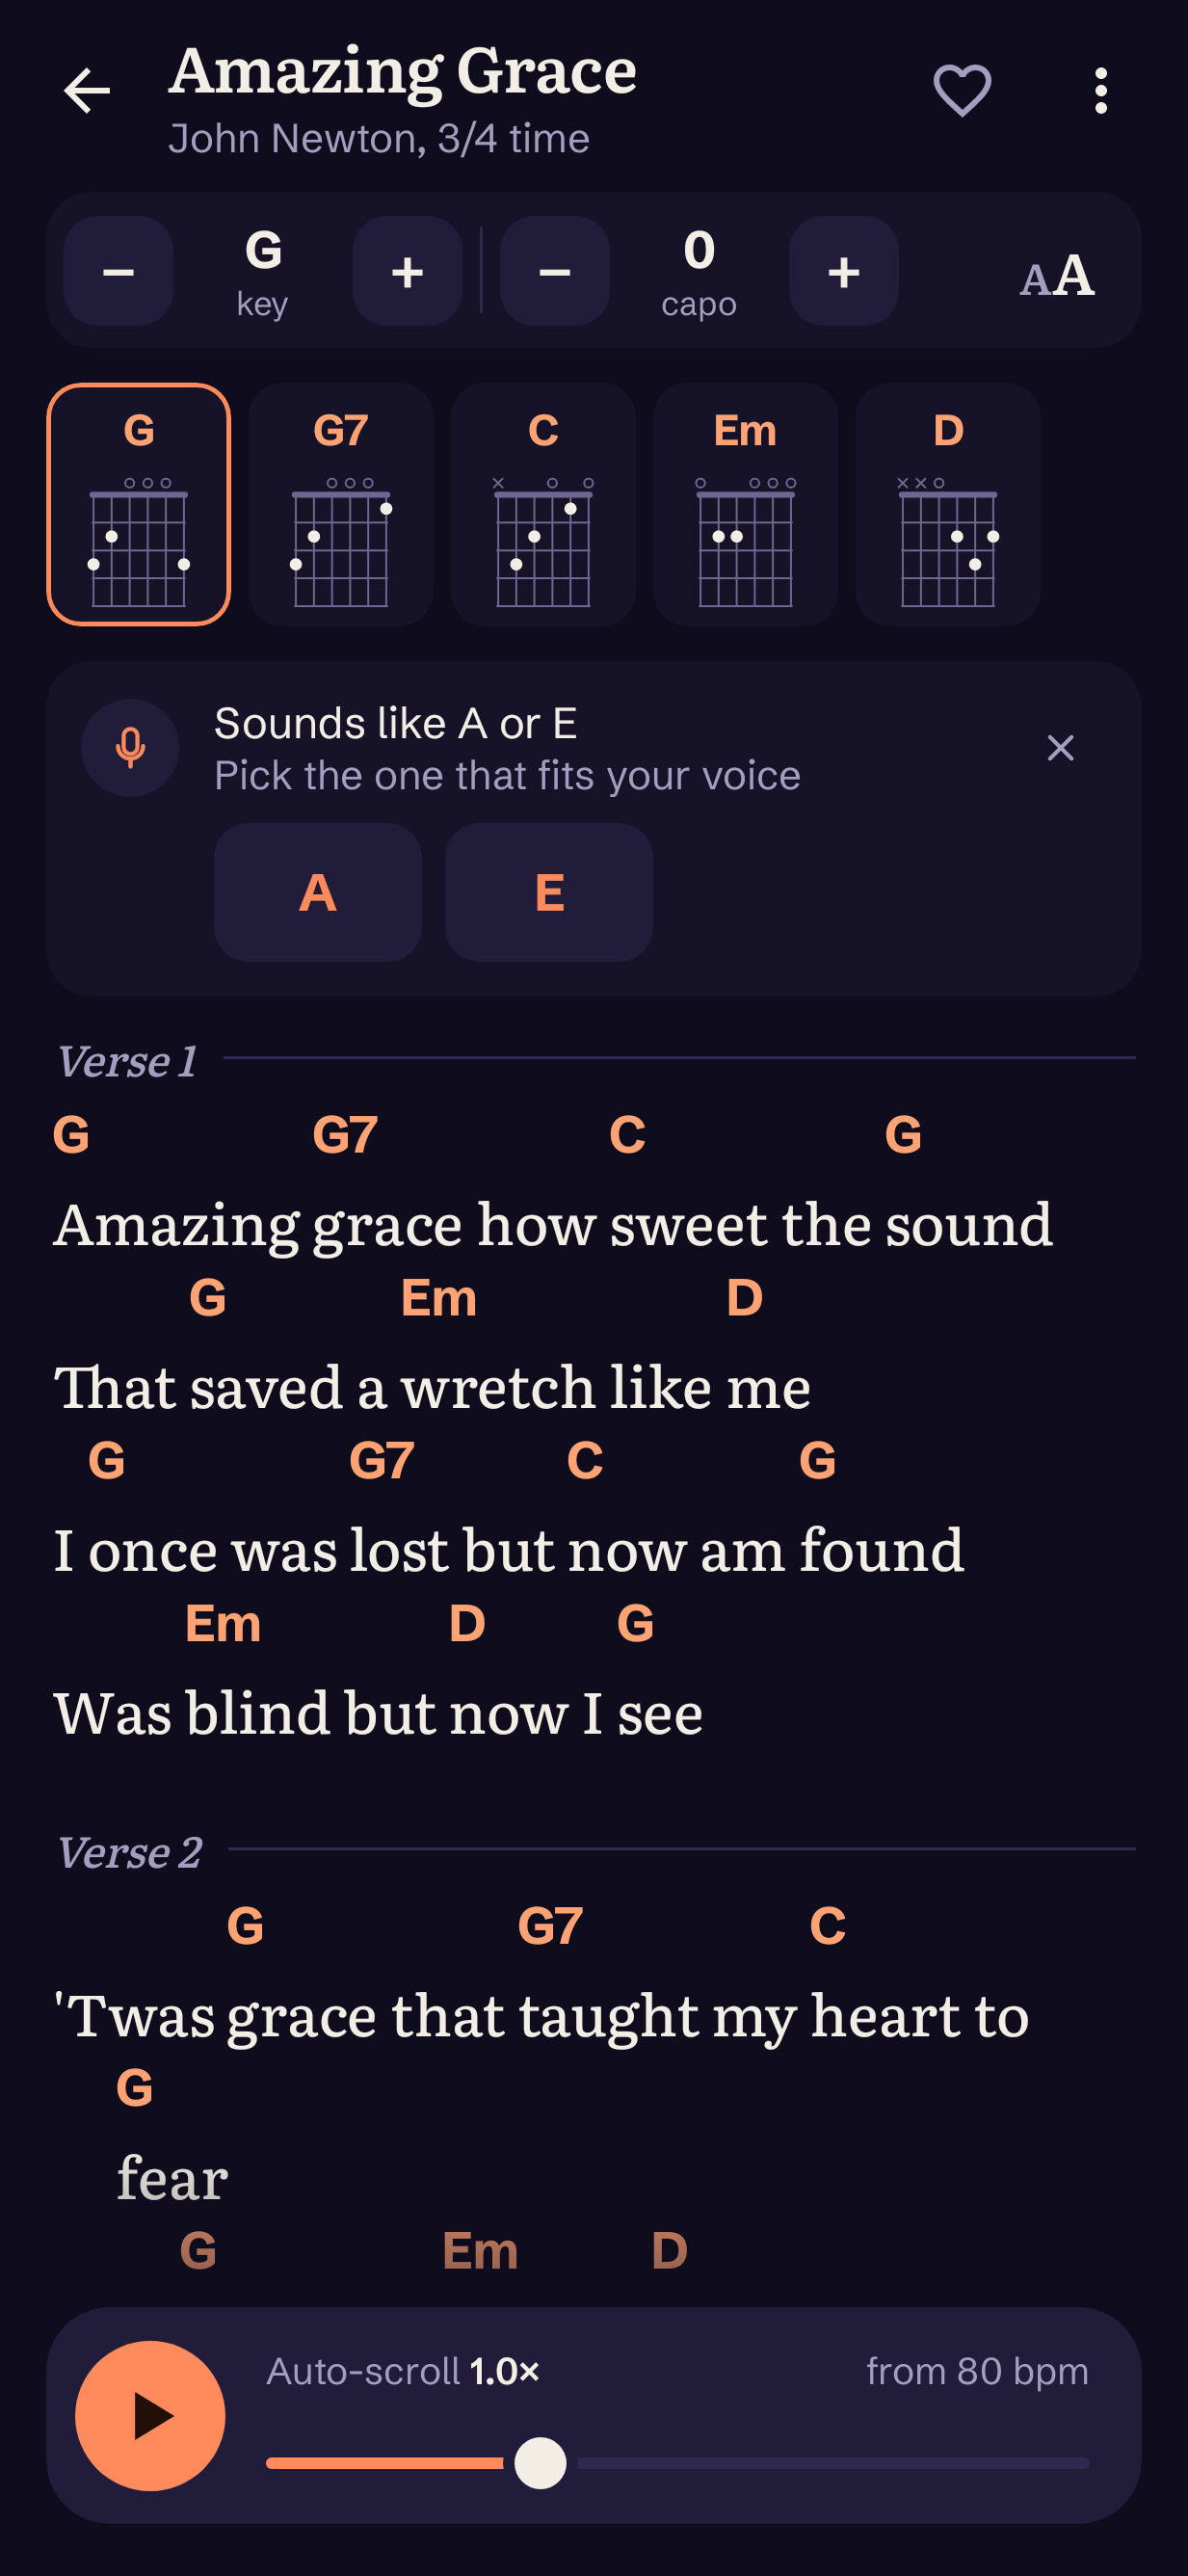 Amazing Grace
John Newton, 3/4 time
− G + − 0 + AA
key capo
G G7 C Em D
Sounds like A or E
Pick the one that fits your voice
A E
Verse 1
G G7 C G
Amazing grace how sweet the sound
G Em D
That saved a wretch like me
G G7 C G
I once was lost but now am found
Em D G
Was blind but now I see
Verse 2
G G7 C
'Twas grace that taught my heart to
G
fear
G Em D
Auto-scroll 1.0× from 80 bpm